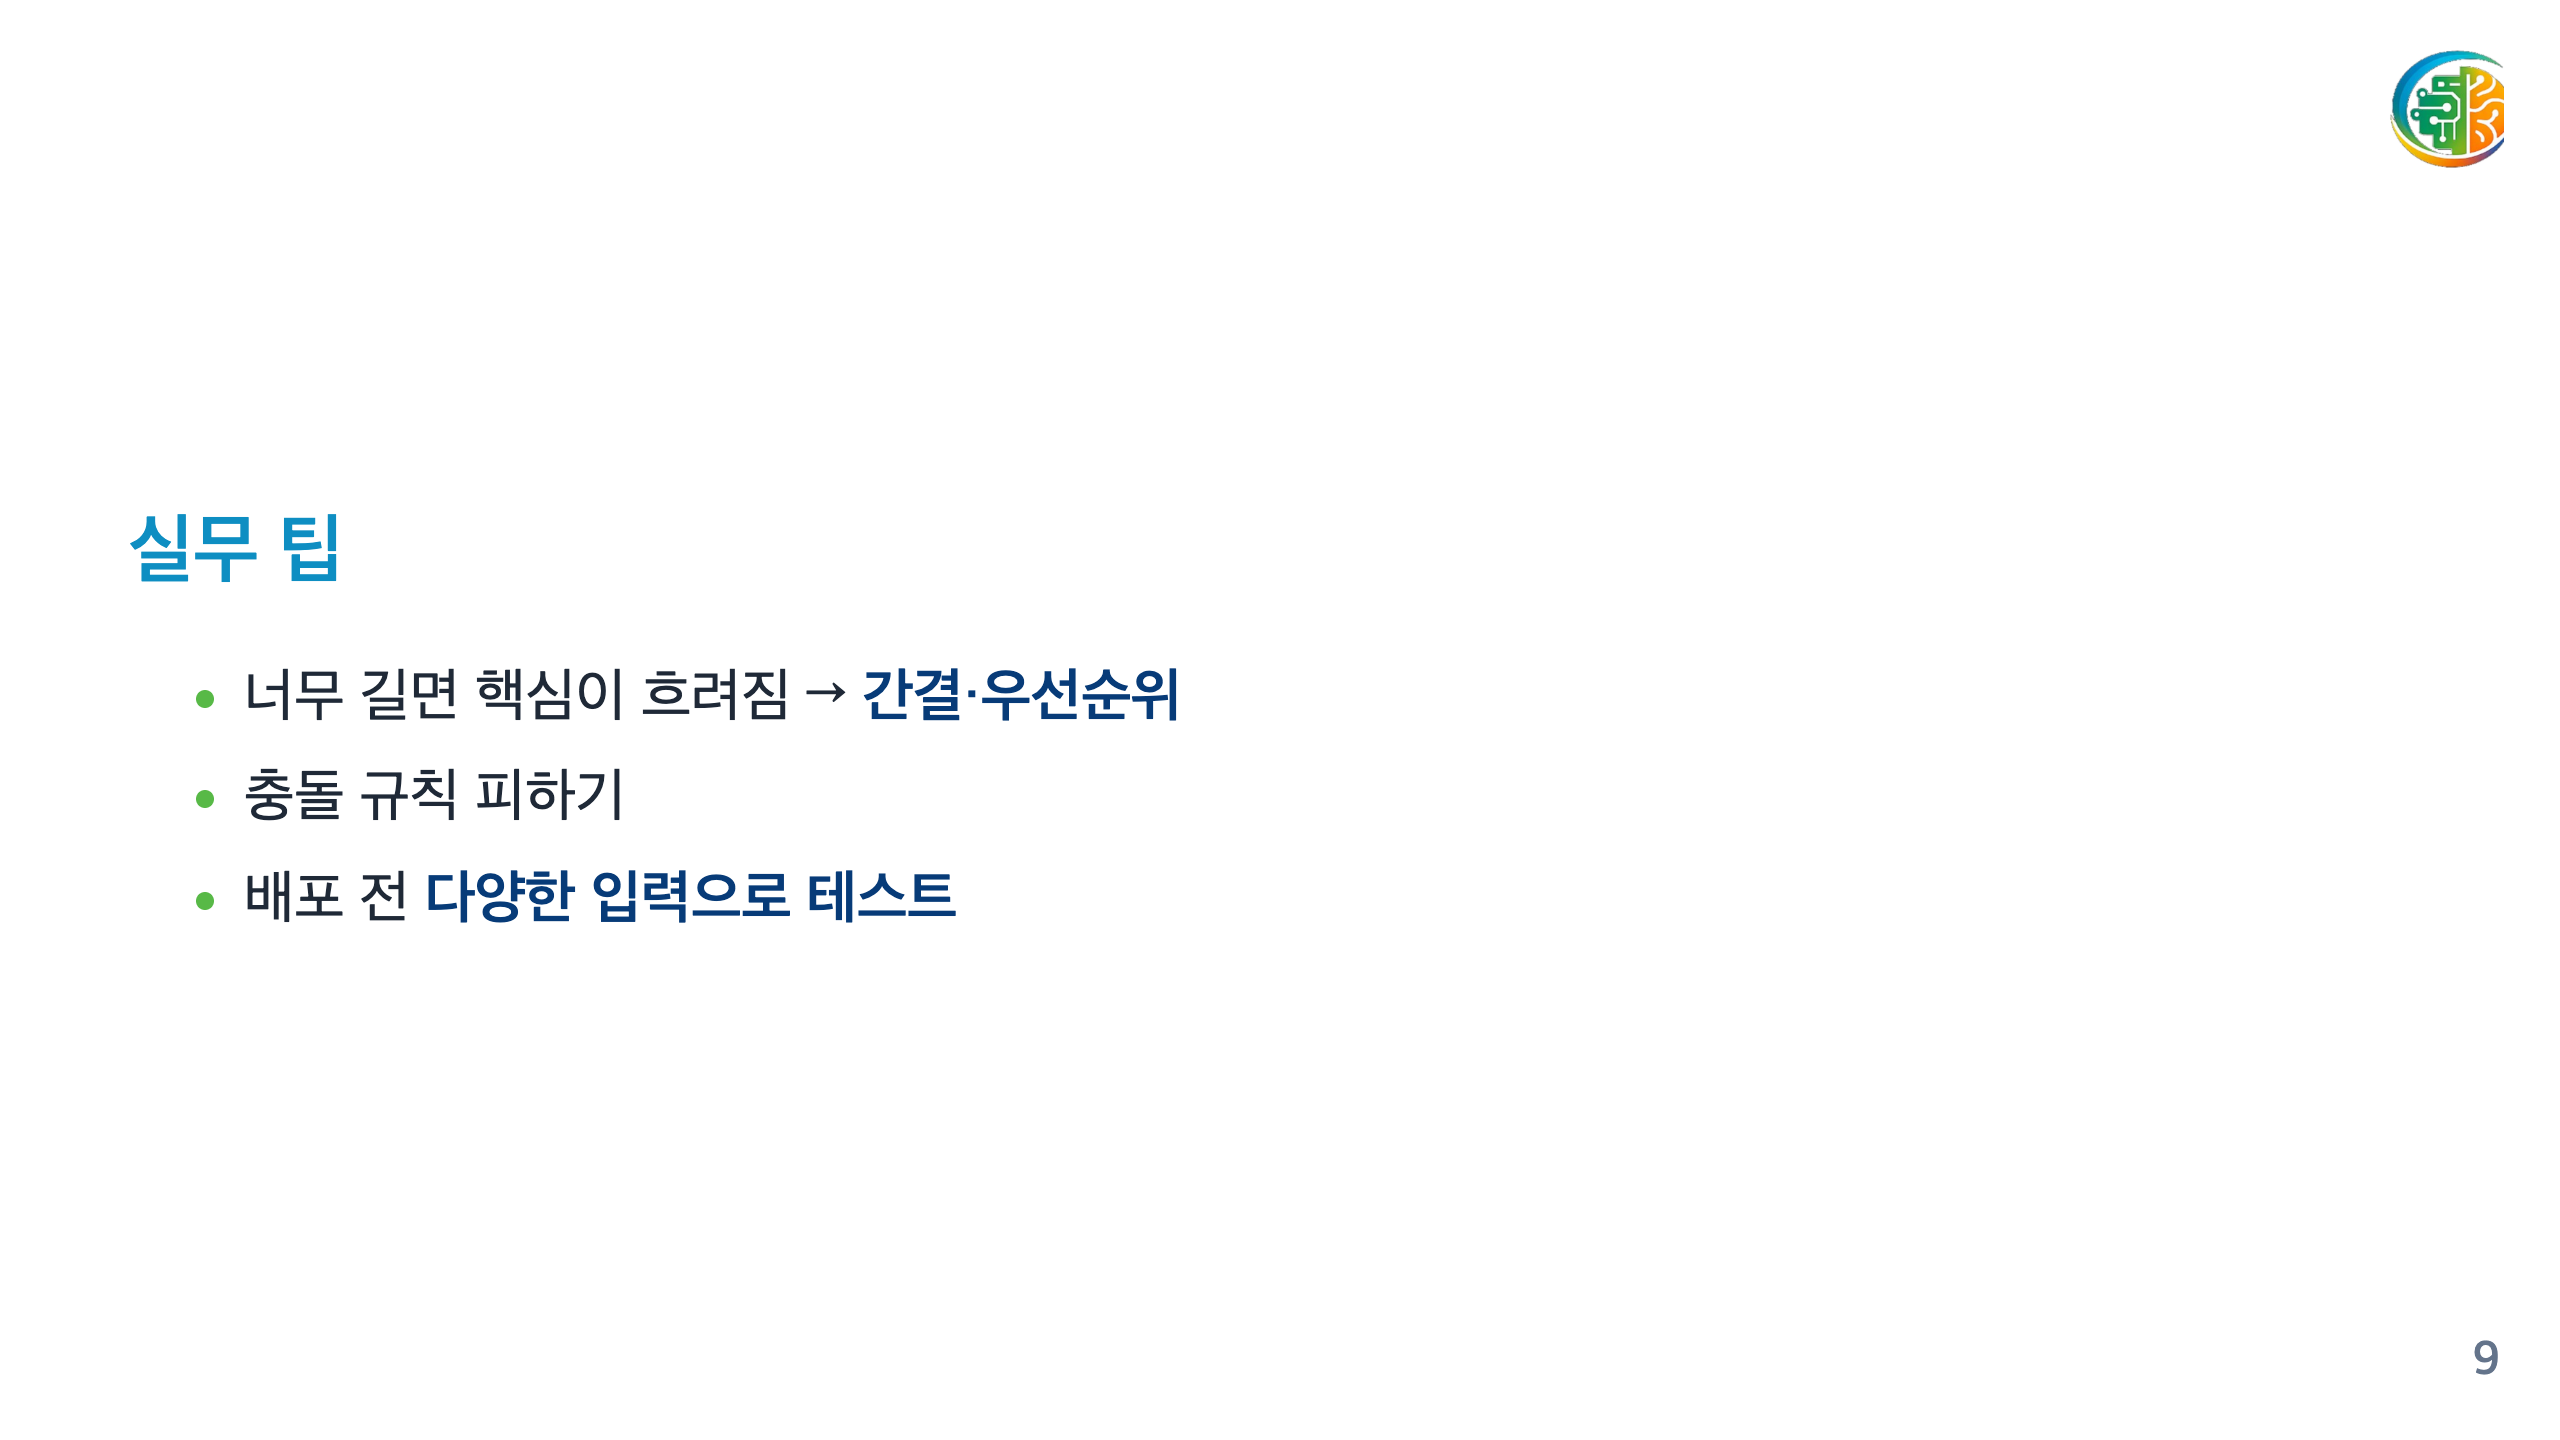 실무 팁
• 너무 길면 핵심이 흐려짐 → 간결·우선순위
• 충돌 규칙 피하기
• 배포 전 다양한 입력으로 테스트
9